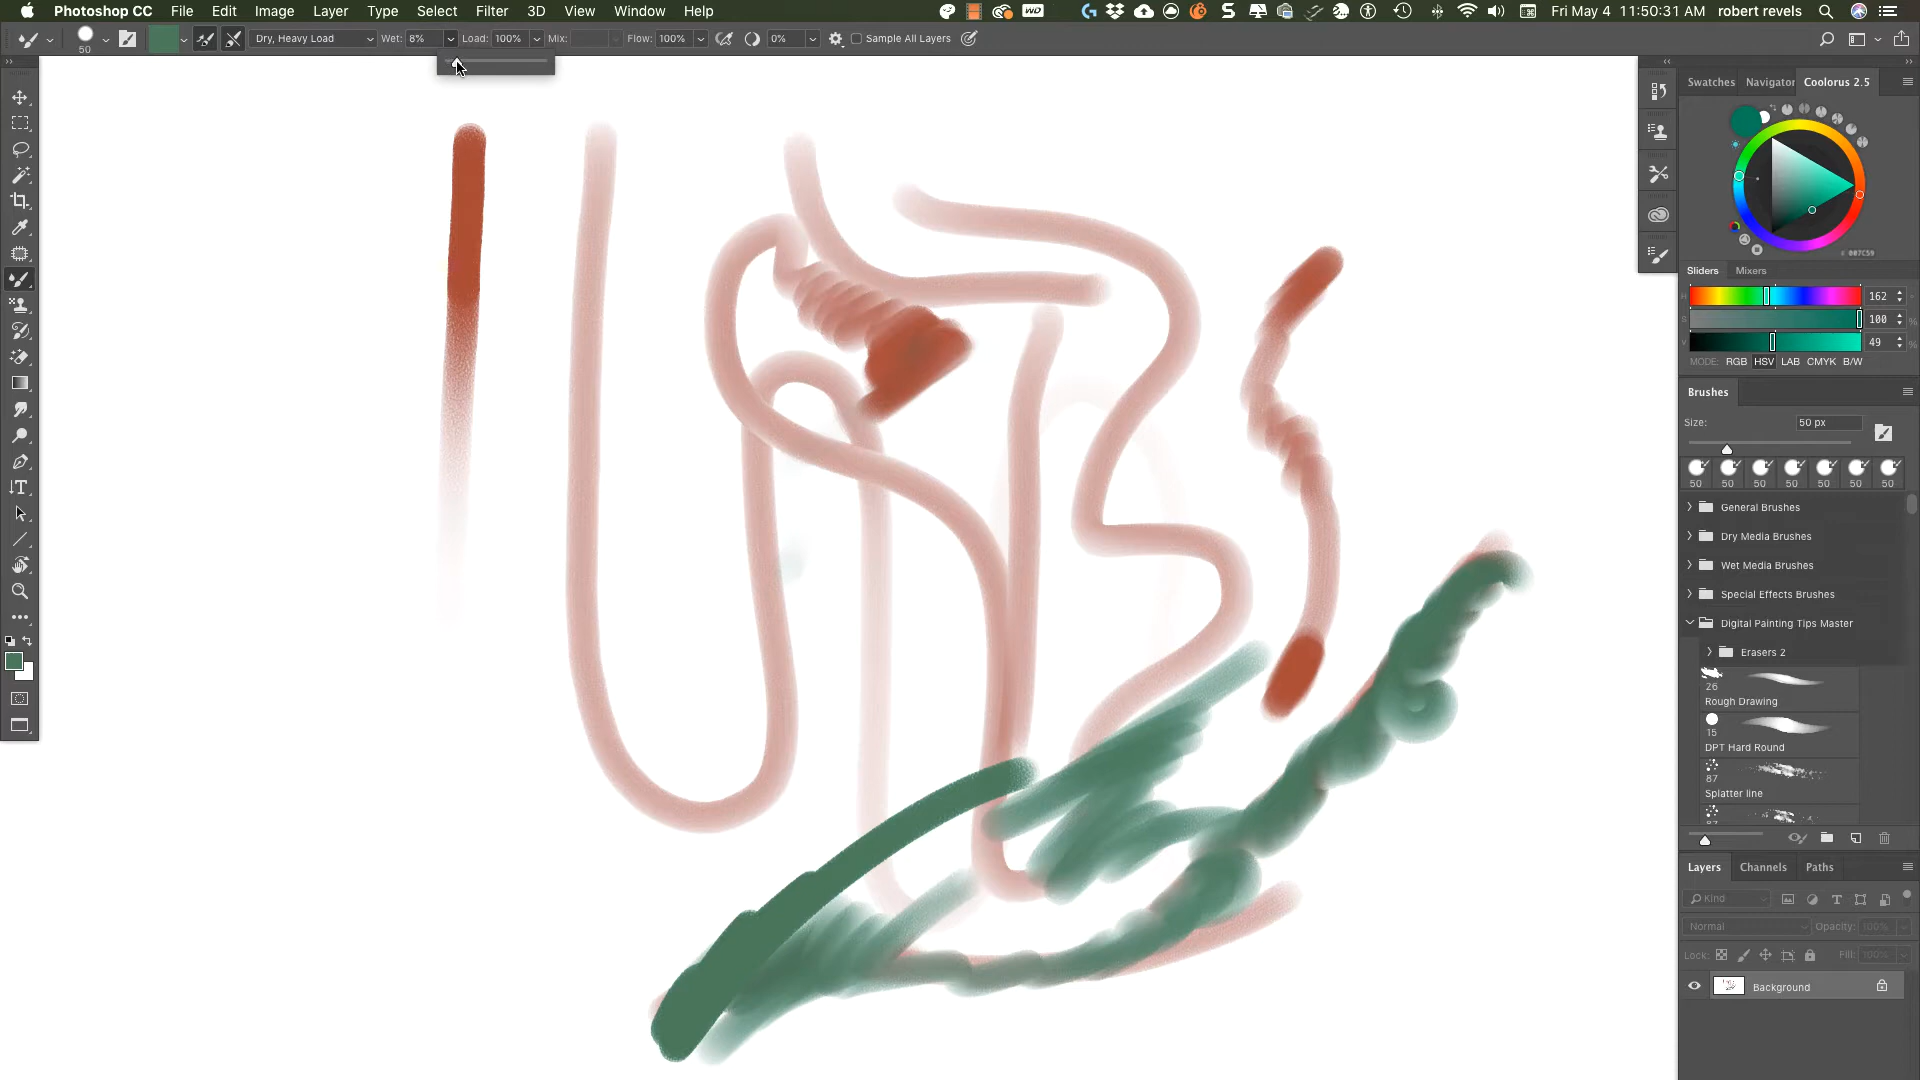 Photoshop CC File Edit Image Layer Type Select Filter 3D View Window Help Fri May 4 11:50:31 AM robert revels
50 Dry, Heavy Load Wet: 8% Load: 100% Mix: Flow: 100% 0% Sample All Layers
Swatches Navigator Coolorus 2.5
# 007C59
Sliders Mixers
H 162 °
S 100 %
V 49 %
MODE: RGB HSV LAB CMYK B/W
Brushes
Size: 50 px
50 50 50 50 50 50 50
General Brushes
Dry Media Brushes
Wet Media Brushes
Special Effects Brushes
Digital Painting Tips Master
Erasers 2
26
Rough Drawing
15
DPT Hard Round
87
Splatter line
Layers Channels Paths
Kind
Normal Opacity: 100%
Lock: Fill: 100%
Background